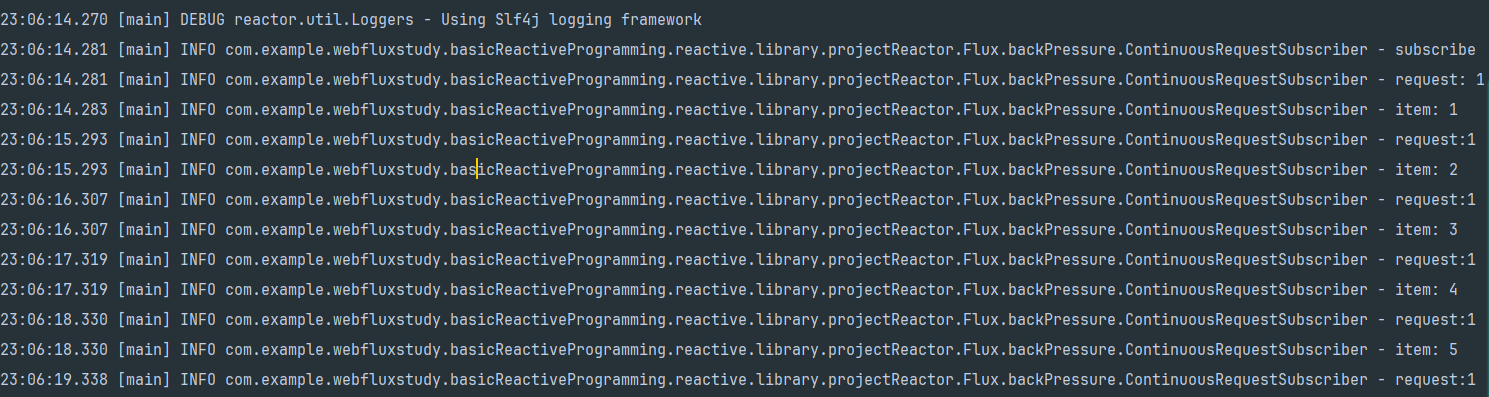 23:06:14.270 [main] DEBUG reactor.util.Loggers - Using Slf4j logging framework
23:06:14.281 [main] INFO com.example.webfluxstudy.basicReactiveProgramming.reactive.library.projectReactor.Flux.backPressure.ContinuousRequestSubscriber - subscribe
23:06:14.281 [main] INFO com.example.webfluxstudy.basicReactiveProgramming.reactive.library.projectReactor.Flux.backPressure.ContinuousRequestSubscriber - request: 1
23:06:14.283 [main] INFO com.example.webfluxstudy.basicReactiveProgramming.reactive.library.projectReactor.Flux.backPressure.ContinuousRequestSubscriber - item: 1
23:06:15.293 [main] INFO com.example.webfluxstudy.basicReactiveProgramming.reactive.library.projectReactor.Flux.backPressure.ContinuousRequestSubscriber - request:1
23:06:15.293 [main] INFO com.example.webfluxstudy.basicReactiveProgramming.reactive.library.projectReactor.Flux.backPressure.ContinuousRequestSubscriber - item: 2
23:06:16.307 [main] INFO com.example.webfluxstudy.basicReactiveProgramming.reactive.library.projectReactor.Flux.backPressure.ContinuousRequestSubscriber - request:1
23:06:16.307 [main] INFO com.example.webfluxstudy.basicReactiveProgramming.reactive.library.projectReactor.Flux.backPressure.ContinuousRequestSubscriber - item: 3
23:06:17.319 [main] INFO com.example.webfluxstudy.basicReactiveProgramming.reactive.library.projectReactor.Flux.backPressure.ContinuousRequestSubscriber - request:1
23:06:17.319 [main] INFO com.example.webfluxstudy.basicReactiveProgramming.reactive.library.projectReactor.Flux.backPressure.ContinuousRequestSubscriber - item: 4
23:06:18.330 [main] INFO com.example.webfluxstudy.basicReactiveProgramming.reactive.library.projectReactor.Flux.backPressure.ContinuousRequestSubscriber - request:1
23:06:18.330 [main] INFO com.example.webfluxstudy.basicReactiveProgramming.reactive.library.projectReactor.Flux.backPressure.ContinuousRequestSubscriber - item: 5
23:06:19.338 [main] INFO com.example.webfluxstudy.basicReactiveProgramming.reactive.library.projectReactor.Flux.backPressure.ContinuousRequestSubscriber - request:1